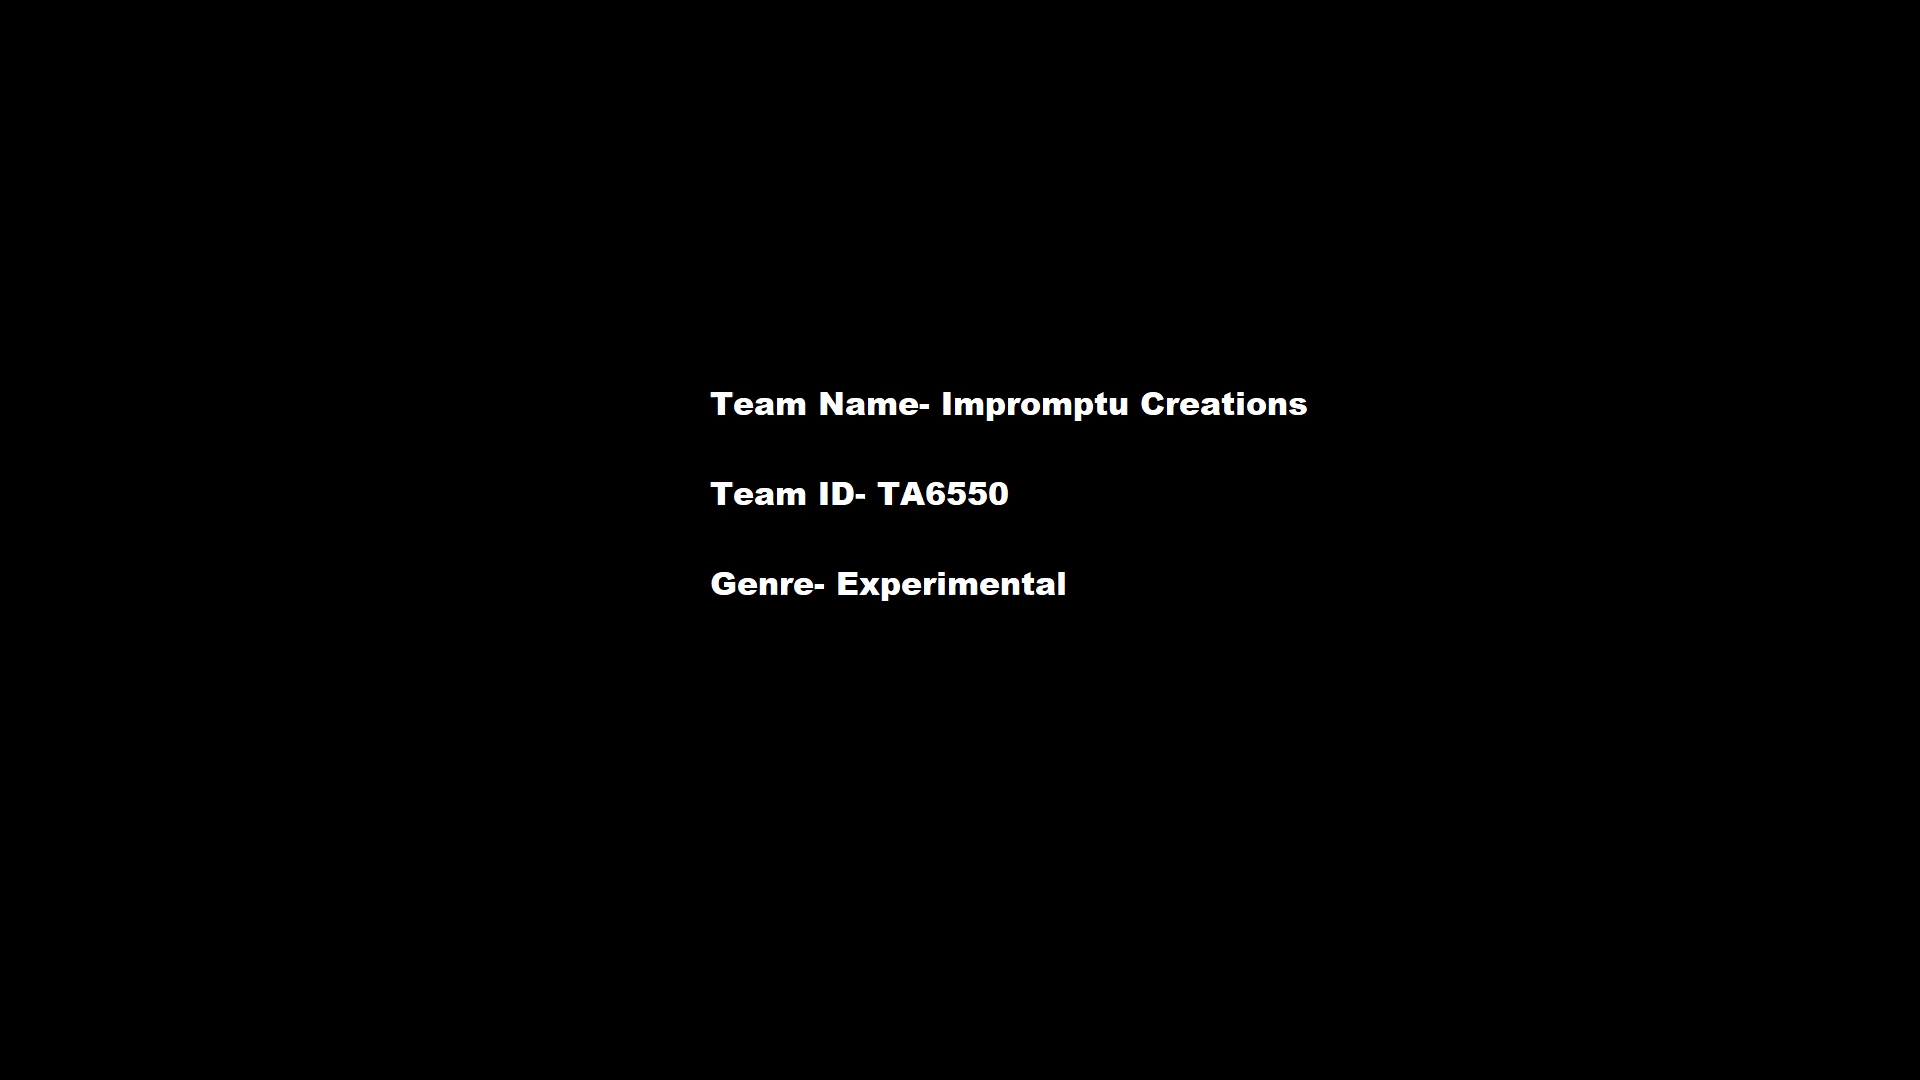 Team Name- Impromptu Creations
Team ID- TA6550
Genre- Experimental